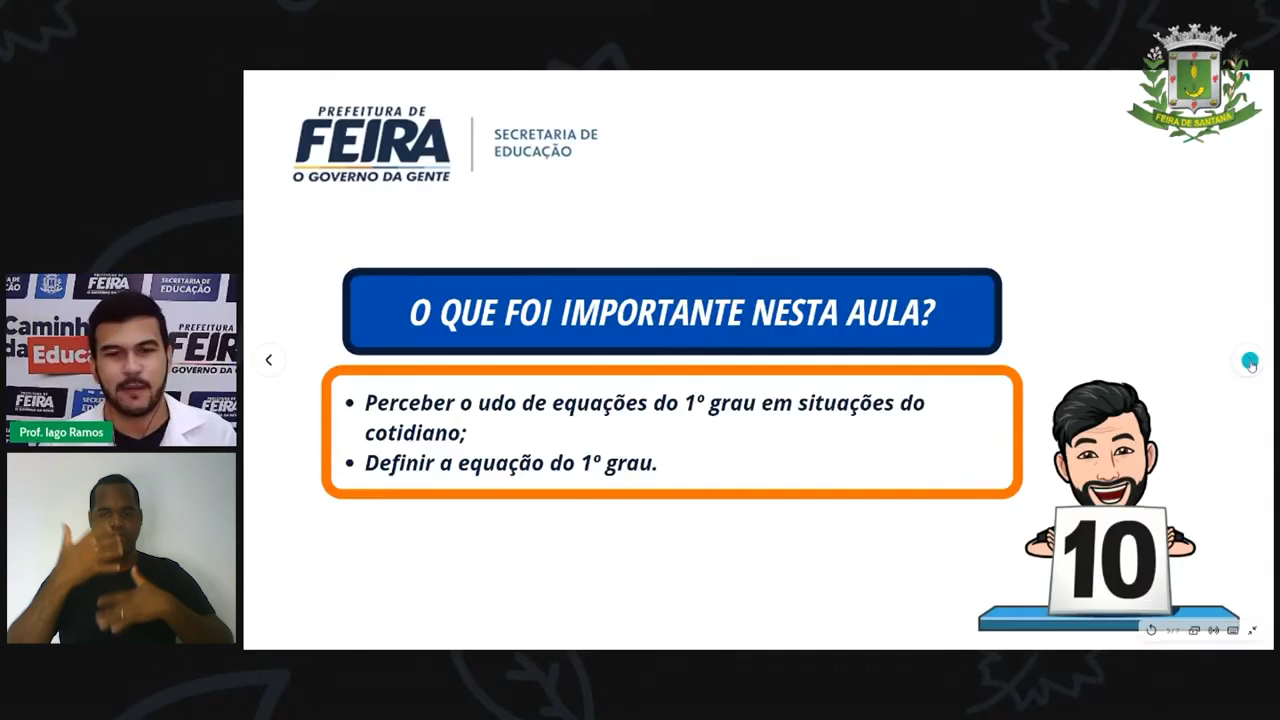 FEIRA DE SANTANA
PREFEITURA DE
FEIRA
O GOVERNO DA GENTE
SECRETARIA DE
EDUCAÇÃO
O QUE FOI IMPORTANTE NESTA AULA?
• Perceber o udo de equações do 1º grau em situações do
cotidiano;
• Definir a equação do 1º grau.
10
FEIRA
SECRETARIA DE
EDUCAÇÃO
Caminh
da Educa
PREFEITURA
FEIR
GOVERNO DA
FEIRA
Prof. Iago Ramos